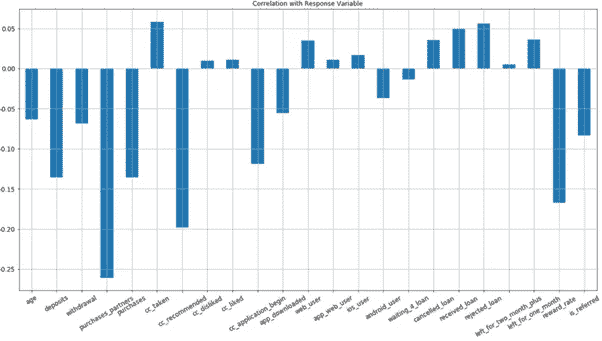 Correlation with Response Variable
0.05
0.00
-0.05
-0.10
-0.15
-0.20
-0.25
age
deposits
withdrawal
purchases_partners
purchases
cc_taken
cc_recommended
cc_disliked
cc_liked
cc_application_begin
app_downloaded
web_user
app_web_user
ios_user
android_user
waiting_4_loan
cancelled_loan
received_loan
rejected_loan
left_for_two_month_plus
left_for_one_month
reward_rate
is_referred